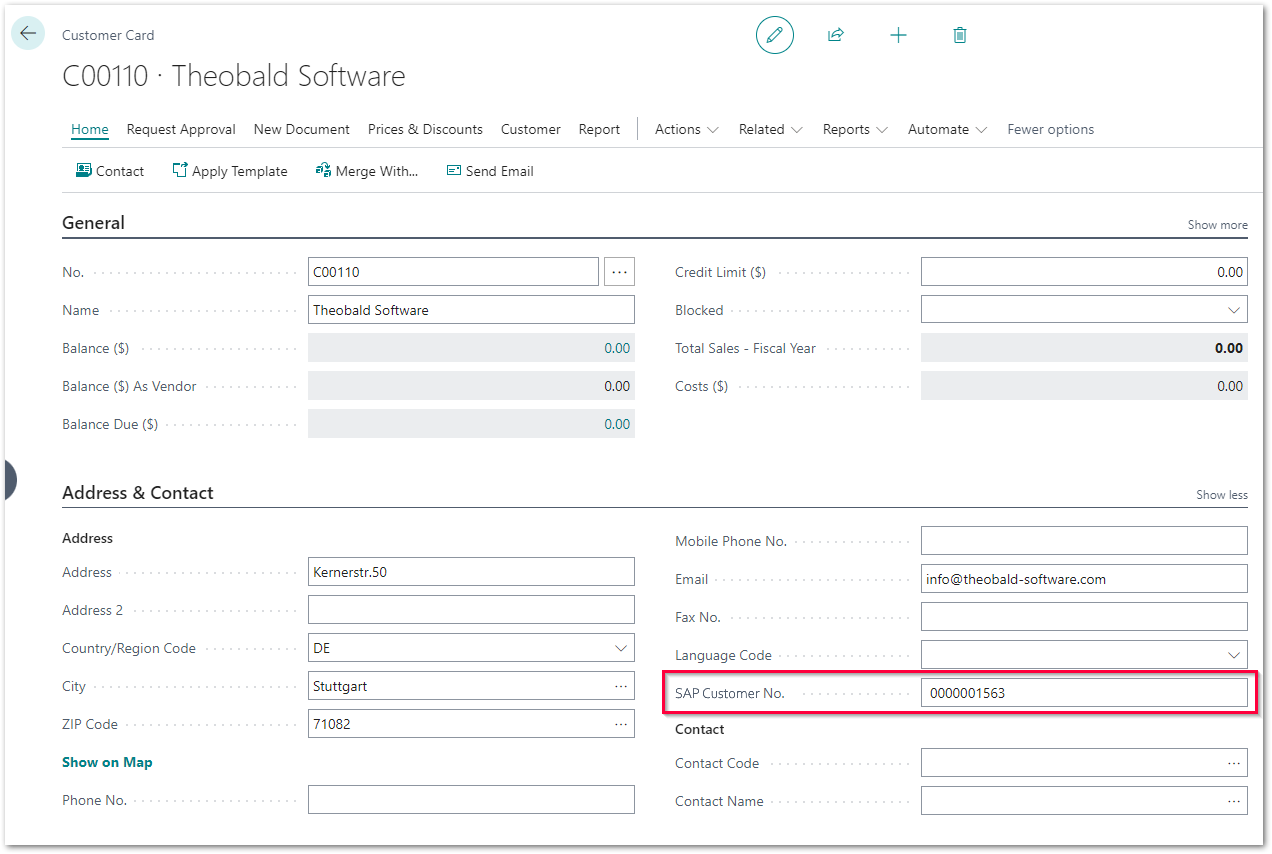 Customer Card
C00110 · Theobald Software
Home Request Approval New Document Prices & Discounts Customer Report Actions Related Reports Automate Fewer options
Contact Apply Template Merge With... Send Email
General Show more
No. C00110 ...
Name Theobald Software
Balance ($) 0.00
Balance ($) As Vendor 0.00
Balance Due ($) 0.00
Credit Limit ($) 0.00
Blocked
Total Sales - Fiscal Year 0.00
Costs ($) 0.00
Address & Contact Show less
Address
Address Kernerstr.50
Address 2
Country/Region Code DE
City Stuttgart ...
ZIP Code 71082 ...
Show on Map
Phone No.
Mobile Phone No.
Email info@theobald-software.com
Fax No.
Language Code
SAP Customer No. 0000001563
Contact
Contact Code ...
Contact Name ...